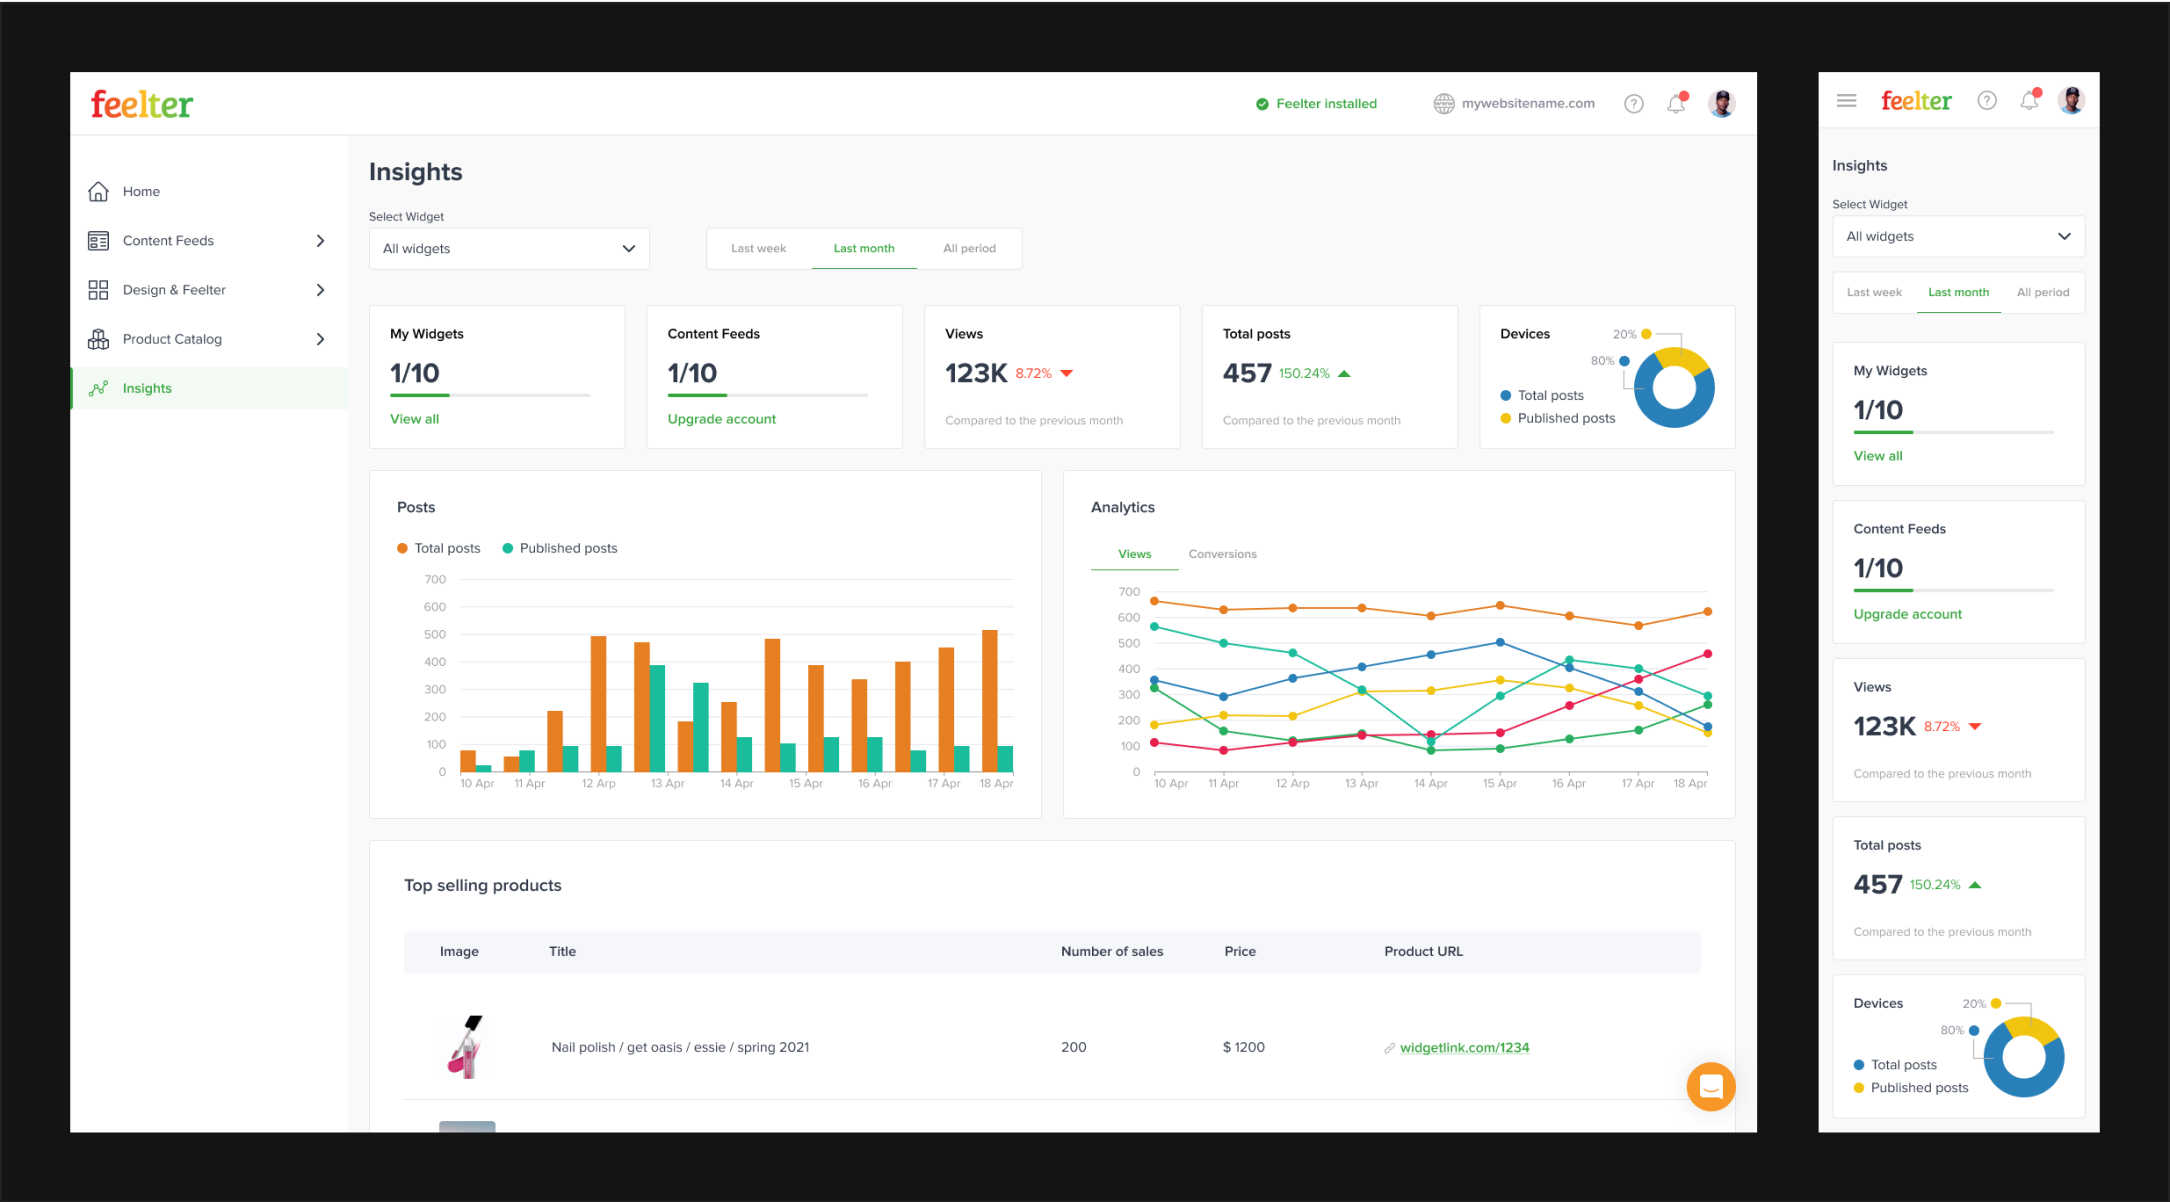 feelter
Feelter installed
www
mywebsitename.com
?
Home
Content Feeds
Design & Feelter
Product Catalog
Insights
Insights
Select Widget
All widgets
Last week Last month All period
My Widgets
1/10
View all
Content Feeds
1/10
Upgrade account
Views
123K 8.72%
Compared to the previous month
Total posts
457 150.24%
Compared to the previous month
Devices
20%
80%
Total posts
Published posts
Posts
Total posts Published posts
700
600
500
400
300
200
100
0
10 Apr 11 Apr 12 Arp 13 Apr 14 Apr 15 Apr 16 Apr 17 Apr 18 Apr
Analytics
Views Conversions
700
600
500
400
300
200
100
0
10 Apr 11 Apr 12 Arp 13 Apr 14 Apr 15 Apr 16 Apr 17 Apr 18 Apr
Top selling products
Image Title Number of sales Price Product URL
Nail polish / get oasis / essie / spring 2021 200 $ 1200 widgetlink.com/1234
feelter
?
Insights
Select Widget
All widgets
Last week Last month All period
My Widgets
1/10
View all
Content Feeds
1/10
Upgrade account
Views
123K 8.72%
Compared to the previous month
Total posts
457 150.24%
Compared to the previous month
Devices
20%
80%
Total posts
Published posts